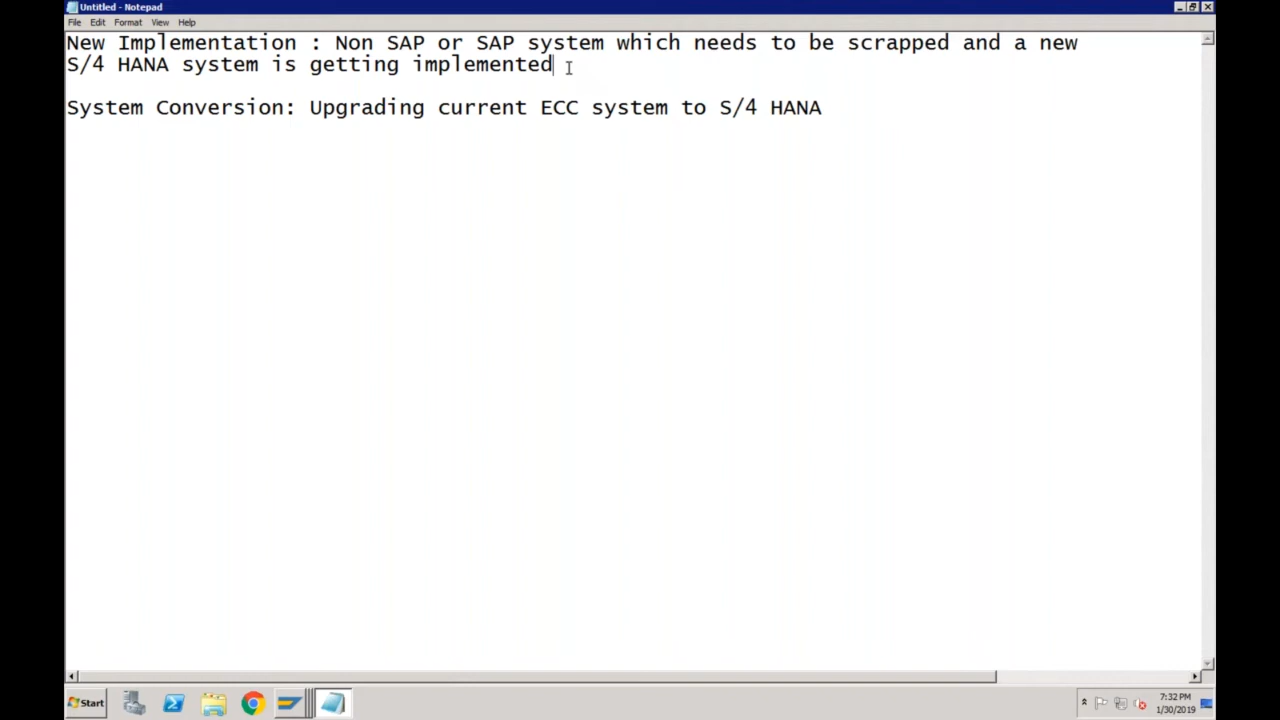 Untitled - Notepad
File Edit Format View Help
New Implementation : Non SAP or SAP system which needs to be scrapped and a new
S/4 HANA system is getting implemented
System Conversion: Upgrading current ECC system to S/4 HANA
Start
7:32 PM
1/30/2019